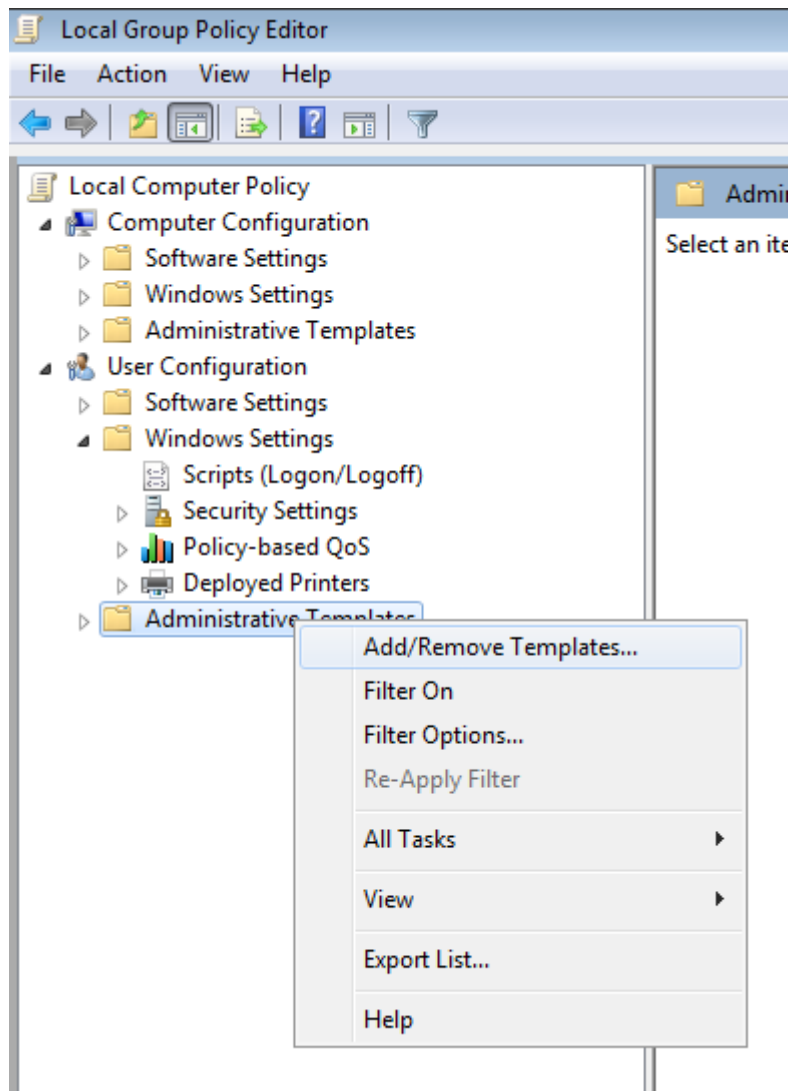 Local Group Policy Editor
File Action View Help
Local Computer Policy
Computer Configuration
Software Settings
Windows Settings
Administrative Templates
User Configuration
Software Settings
Windows Settings
Scripts (Logon/Logoff)
Security Settings
Policy-based QoS
Deployed Printers
Administrative Templates
Admi
Select an ite
Add/Remove Templates...
Filter On
Filter Options...
Re-Apply Filter
All Tasks
View
Export List...
Help